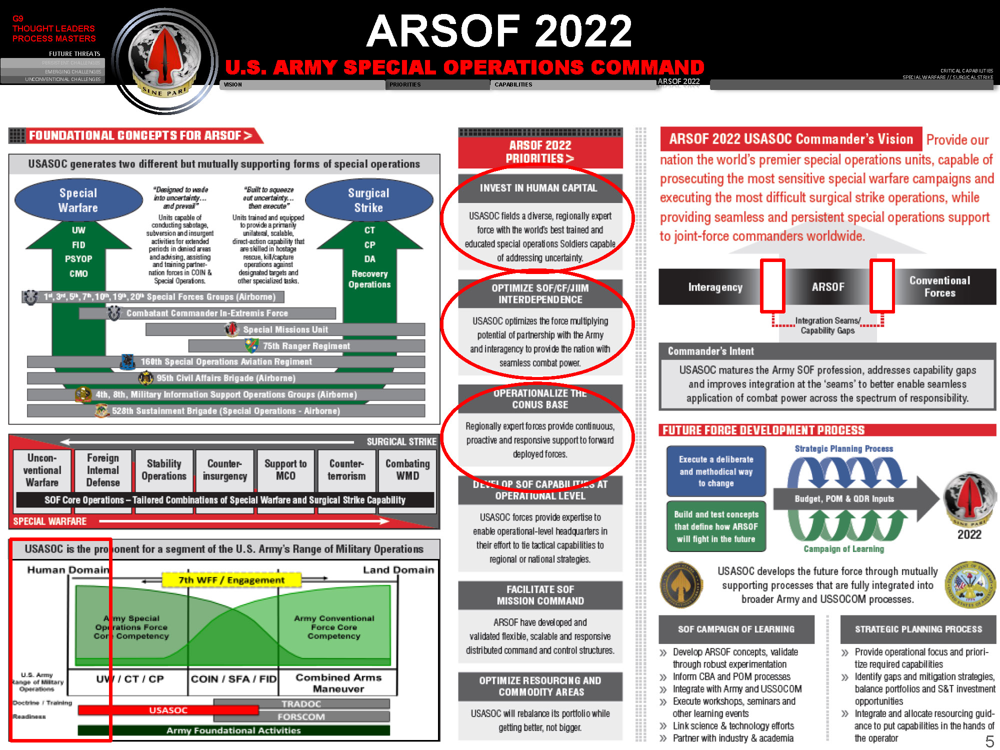 G9
THOUGHT LEADERS
PROCESS MASTERS
FUTURE THREATS
PERSISTENT CHALLENGES
EMERGING CHALLENGES
UNCONVENTIONAL CHALLENGES
SINE PARI
ARSOF 2022
U.S. ARMY SPECIAL OPERATIONS COMMAND
VISION
PRIORITIES
CAPABILITIES
ARSOF 2022
CRITICAL CAPABILITIES
SPECIAL WARFARE // SURGICAL STRIKE
FOUNDATIONAL CONCEPTS FOR ARSOF >
USASOC generates two different but mutually supporting forms of special operations
Special
Warfare
"Designed to wade
into uncertainty…
and prevail"
Units capable of
conducting sabotage,
subversion and insurgent
activities for extended
periods in denied areas
and advising, assisting
and training partner-
nation forces in COIN &
Special Operations.
"Built to squeeze
out uncertainty…
then execute"
Units trained and equipped
to provide a primarily
unilateral, scalable,
direct-action capability that
are skilled in hostage
rescue, kill/capture
operations against
designated targets and
other specialized tasks.
Surgical
Strike
UW
FID
PSYOP
CMO
CT
CP
DA
Recovery
Operations
1st, 3rd, 5th, 7th, 10th, 19th, 20th Special Forces Groups (Airborne)
Combatant Commander In-Extremis Force
Special Missions Unit
75th Ranger Regiment
160th Special Operations Aviation Regiment
95th Civil Affairs Brigade (Airborne)
4th, 8th, Military Information Support Operations Groups (Airborne)
528th Sustainment Brigade (Special Operations - Airborne)
SURGICAL STRIKE
Uncon-
ventional
Warfare
Foreign
Internal
Defense
Stability
Operations
Counter-
insurgency
Support to
MCO
Counter-
terrorism
Combating
WMD
SOF Core Operations – Tailored Combinations of Special Warfare and Surgical Strike Capability
SPECIAL WARFARE
USASOC is the proponent for a segment of the U.S. Army's Range of Military Operations
Human Domain
Land Domain
7th WFF / Engagement
Army Special
Operations Force
Core Competency
Army Conventional
Force Core
Competency
U.S. Army
Range of Military
Operations
UW / CT / CP
COIN / SFA / FID
Combined Arms
Maneuver
Doctrine / Training
Readiness
USASOC
TRADOC
FORSCOM
Army Foundational Activities
ARSOF 2022
PRIORITIES >
INVEST IN HUMAN CAPITAL
USASOC fields a diverse, regionally expert
force with the world's best trained and
educated special operations Soldiers capable
of addressing uncertainty.
OPTIMIZE SOF/CF/JIIM
INTERDEPENDENCE
USASOC optimizes the force multiplying
potential of partnership with the Army
and interagency to provide the nation with
seamless combat power.
OPERATIONALIZE THE
CONUS BASE
Regionally expert forces provide continuous,
proactive and responsive support to forward
deployed forces.
DEVELOP SOF CAPABILITIES AT
OPERATIONAL LEVEL
USASOC forces provide expertise to
enable operational-level headquarters in
their effort to tie tactical capabilities to
regional or national strategies.
FACILITATE SOF
MISSION COMMAND
ARSOF have developed and
validated flexible, scalable and responsive
distributed command and control structures.
OPTIMIZE RESOURCING AND
COMMODITY AREAS
USASOC will rebalance its portfolio while
getting better, not bigger.
ARSOF 2022 USASOC Commander's Vision Provide our
nation the world's premier special operations units, capable of
prosecuting the most sensitive special warfare campaigns and
executing the most difficult surgical strike operations, while
providing seamless and persistent special operations support
to joint-force commanders worldwide.
Interagency
ARSOF
Conventional
Forces
Integration Seams/
Capability Gaps
Commander's Intent
USASOC matures the Army SOF profession, addresses capability gaps
and improves integration at the 'seams' to better enable seamless
application of combat power across the spectrum of responsibility.
FUTURE FORCE DEVELOPMENT PROCESS
Execute a deliberate
and methodical way
to change
Build and test concepts
that define how ARSOF
will fight in the future
Strategic Planning Process
Budget, POM & QDR Inputs
Campaign of Learning
SINE PARI
2022
USASOC develops the future force through mutually
supporting processes that are fully integrated into
broader Army and USSOCOM processes.
SOF CAMPAIGN OF LEARNING
» Develop ARSOF concepts, validate
through robust experimentation
» Inform CBA and POM processes
» Integrate with Army and USSOCOM
» Execute workshops, seminars and
other learning events
» Link science & technology efforts
» Partner with industry & academia
STRATEGIC PLANNING PROCESS
» Provide operational focus and priori-
tize required capabilities
» Identify gaps and mitigation strategies,
balance portfolios and S&T investment
opportunities
» Integrate and allocate resourcing guid-
ance to put capabilities in the hands of
the operator
5